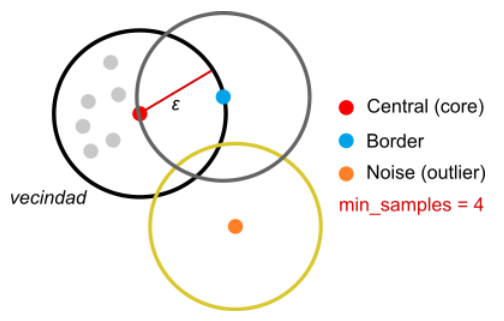 ε
vecindad
Central (core)
Border
Noise (outlier)
min_samples = 4